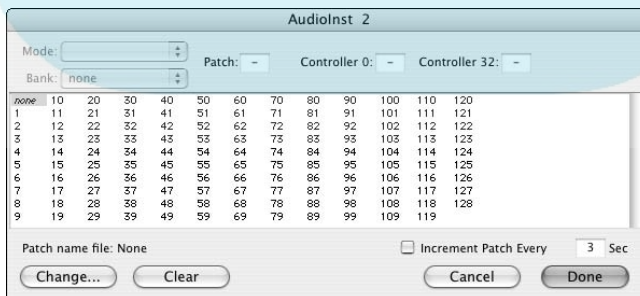 AudioInst 2
Mode:
Patch: - Controller 0: - Controller 32: -
Bank: none
none 10 20 30 40 50 60 70 80 90 100 110 120
1 11 21 31 41 51 61 71 81 91 101 111 121
2 12 22 32 42 52 62 72 82 92 102 112 122
3 13 23 33 43 53 63 73 83 93 103 113 123
4 14 24 34 44 54 64 74 84 94 104 114 124
5 15 25 35 45 55 65 75 85 95 105 115 125
6 16 26 36 46 56 66 76 86 96 106 116 126
7 17 27 37 47 57 67 77 87 97 107 117 127
8 18 28 38 48 58 68 78 88 98 108 118 128
9 19 29 39 49 59 69 79 89 99 109 119
Patch name file: None Increment Patch Every 3 Sec
Change... Clear Cancel Done